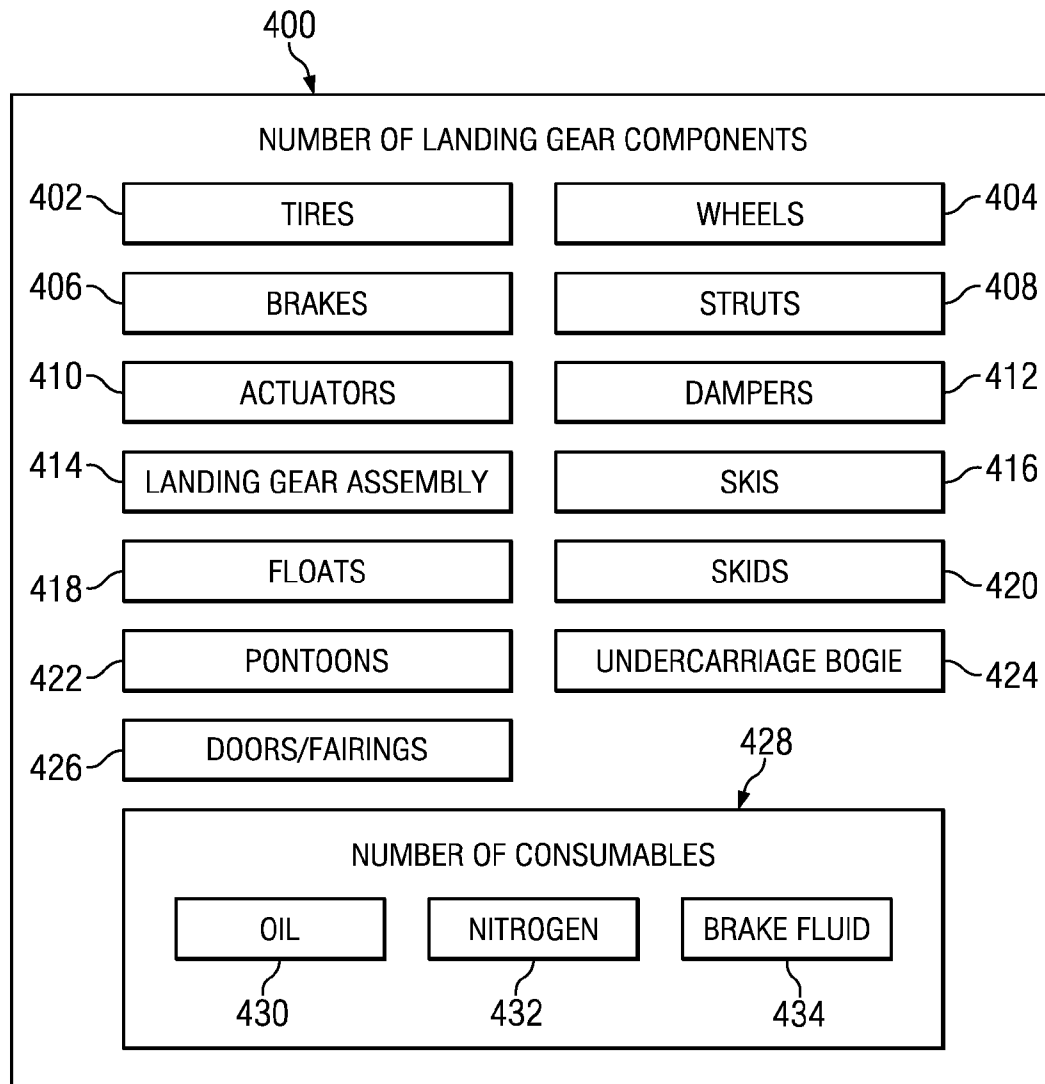 400
NUMBER OF LANDING GEAR COMPONENTS
402 TIRES WHEELS 404
406 BRAKES STRUTS 408
410 ACTUATORS DAMPERS 412
414 LANDING GEAR ASSEMBLY SKIS 416
418 FLOATS SKIDS 420
422 PONTOONS UNDERCARRIAGE BOGIE 424
426 DOORS/FAIRINGS
428
NUMBER OF CONSUMABLES
OIL NITROGEN BRAKE FLUID
430 432 434